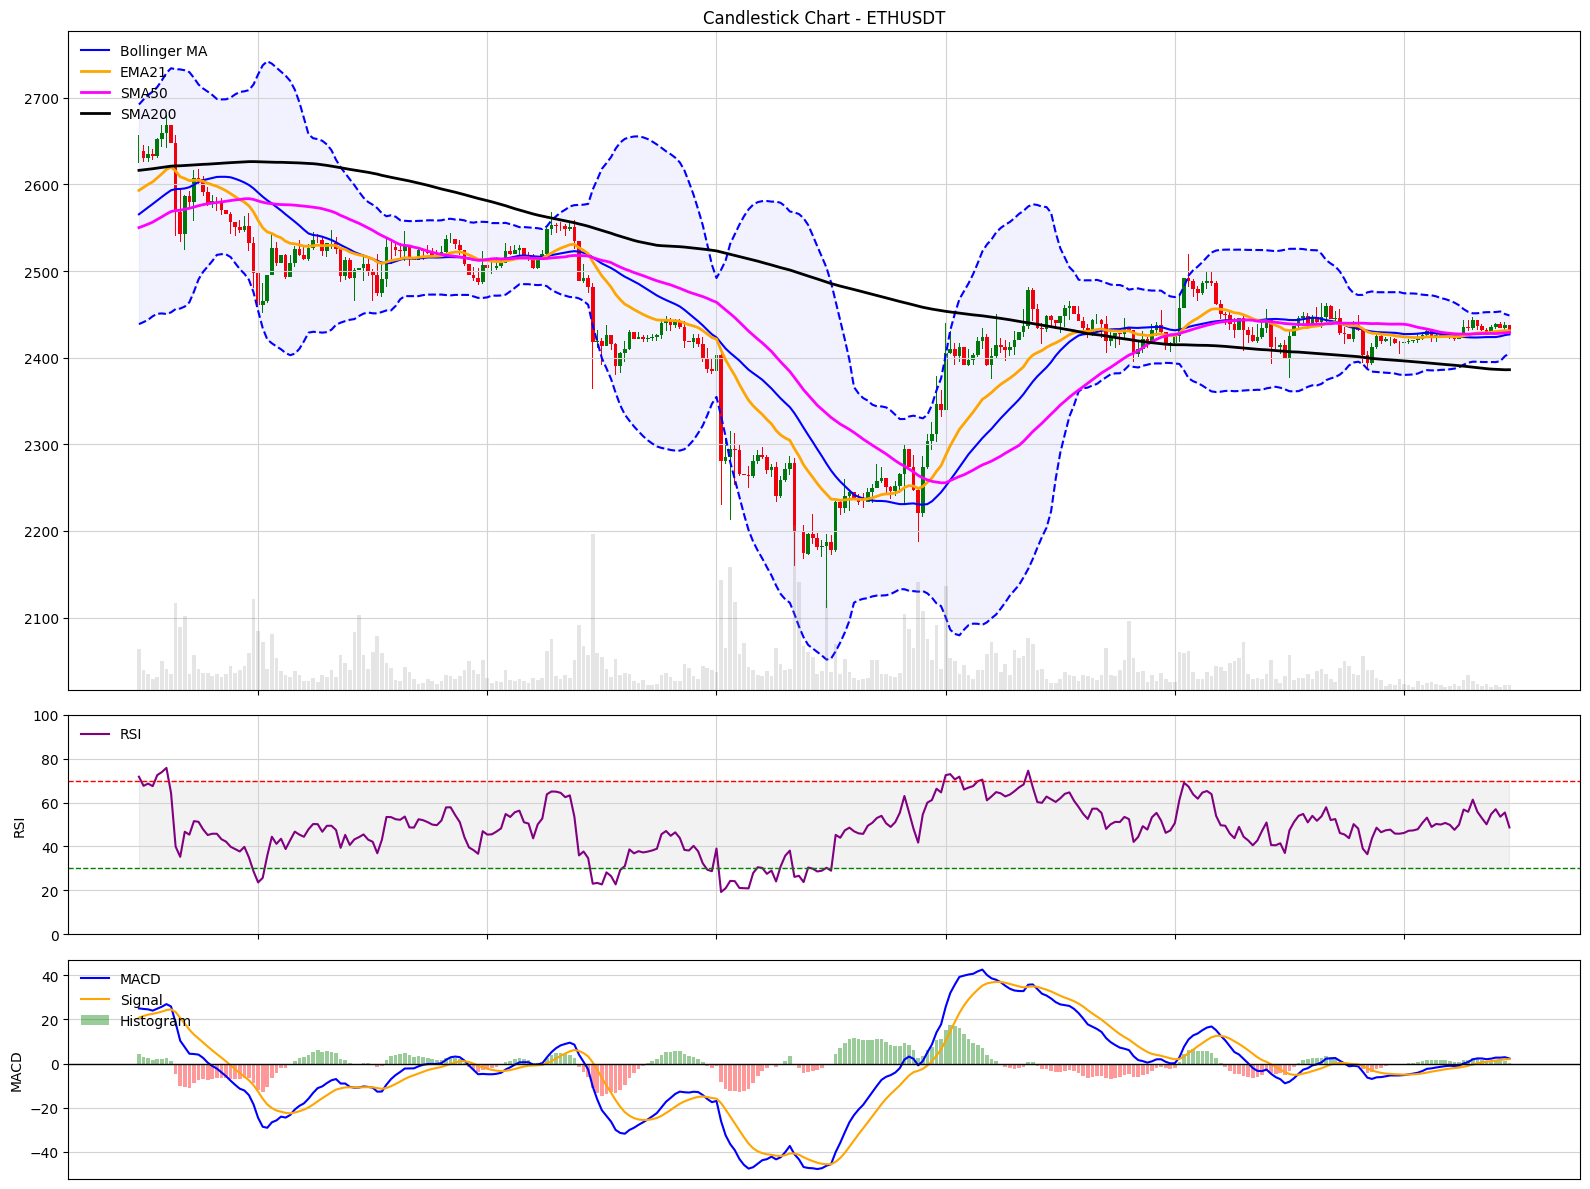 Candlestick Chart - ETHUSDT
Bollinger MA
EMA21
SMA50
SMA200
2700
2600
2500
2400
2300
2200
2100
RSI
100
80
60
40
20
0
RSI
MACD
Signal
Histogram
40
20
0
−20
−40
MACD